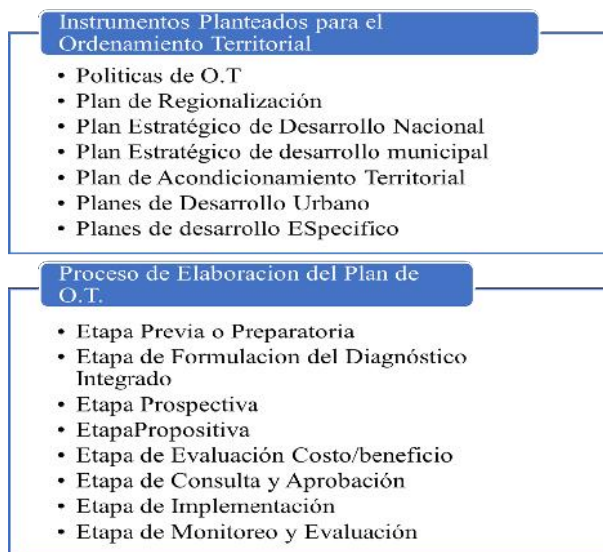 Instrumentos Planteados para el
Ordenamiento Territorial
• Politicas de O.T
• Plan de Regionalización
• Plan Estratégico de Desarrollo Nacional
• Plan Estratégico de desarrollo municipal
• Plan de Acondicionamiento Territorial
• Planes de Desarrollo Urbano
• Planes de desarrollo ESpecifico
Proceso de Elaboracion del Plan de
O.T.
• Etapa Previa o Preparatoria
• Etapa de Formulacion del Diagnóstico
Integrado
• Etapa Prospectiva
• EtapaPropositiva
• Etapa de Evaluación Costo/beneficio
• Etapa de Consulta y Aprobación
• Etapa de Implementación
• Etapa de Monitoreo y Evaluación